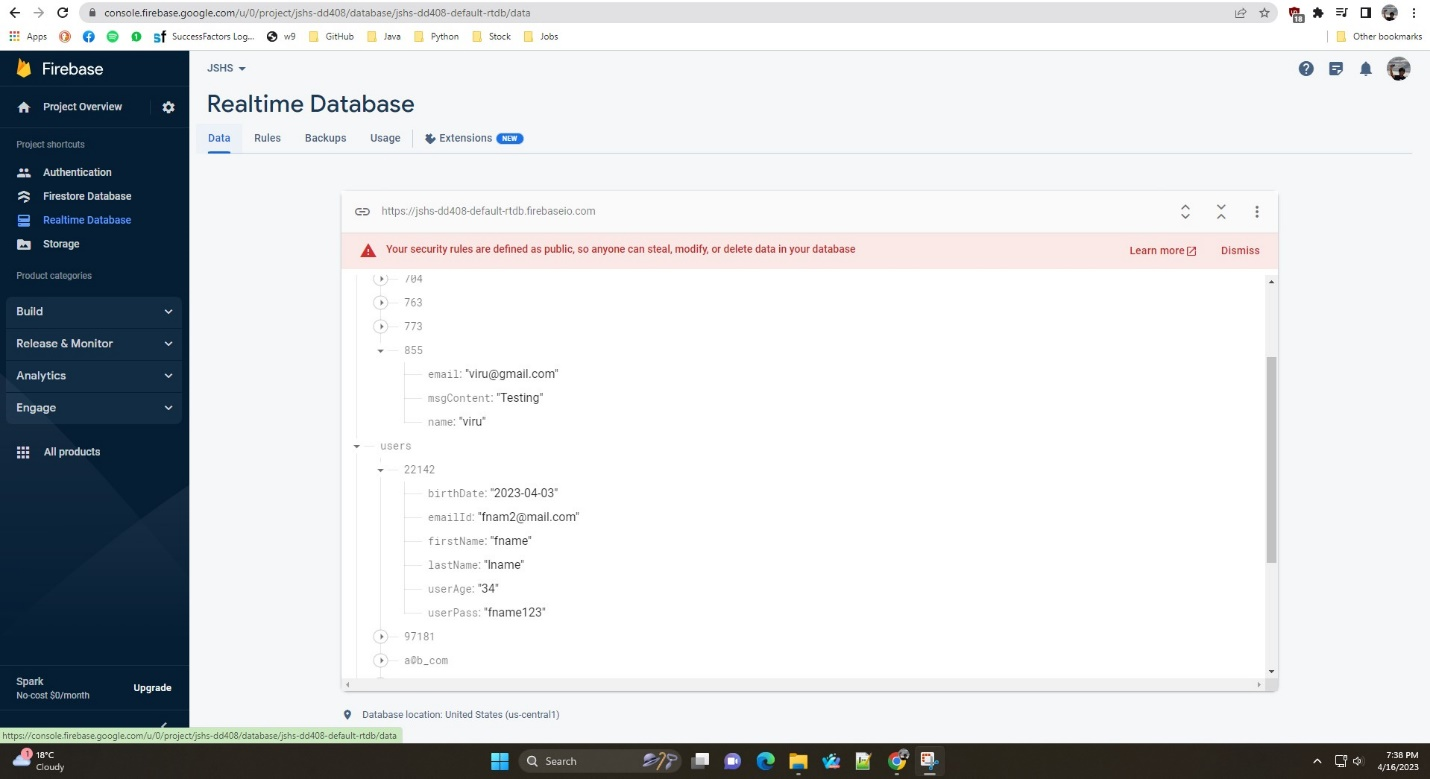 console.firebase.google.com/u/0/project/jshs-dd408/database/jshs-dd408-default-rtdb/data
18
Apps
SuccessFactors Log...
w9
GitHub
Java
Python
Stock
Jobs
Other bookmarks
Firebase
JSHS
Project Overview
Realtime Database
Data
Rules
Backups
Usage
Extensions
NEW
Project shortcuts
Authentication
Firestore Database
Realtime Database
Storage
Product categories
Build
Release & Monitor
Analytics
Engage
All products
Spark
No-cost $0/month
Upgrade
https://jshs-dd408-default-rtdb.firebaseio.com
Your security rules are defined as public, so anyone can steal, modify, or delete data in your database
Learn more
Dismiss
704
763
773
855
email: "viru@gmail.com"
msgContent: "Testing"
name: "viru"
users
22142
birthDate: "2023-04-03"
emailId: "fnam2@mail.com"
firstName: "fname"
lastName: "lname"
userAge: "34"
userPass: "fname123"
97181
a@b_com
Database location: United States (us-central1)
https://console.firebase.google.com/u/0/project/jshs-dd408/database/jshs-dd408-default-rtdb/data
1
18°C
Cloudy
Search
7:38 PM
4/16/2023